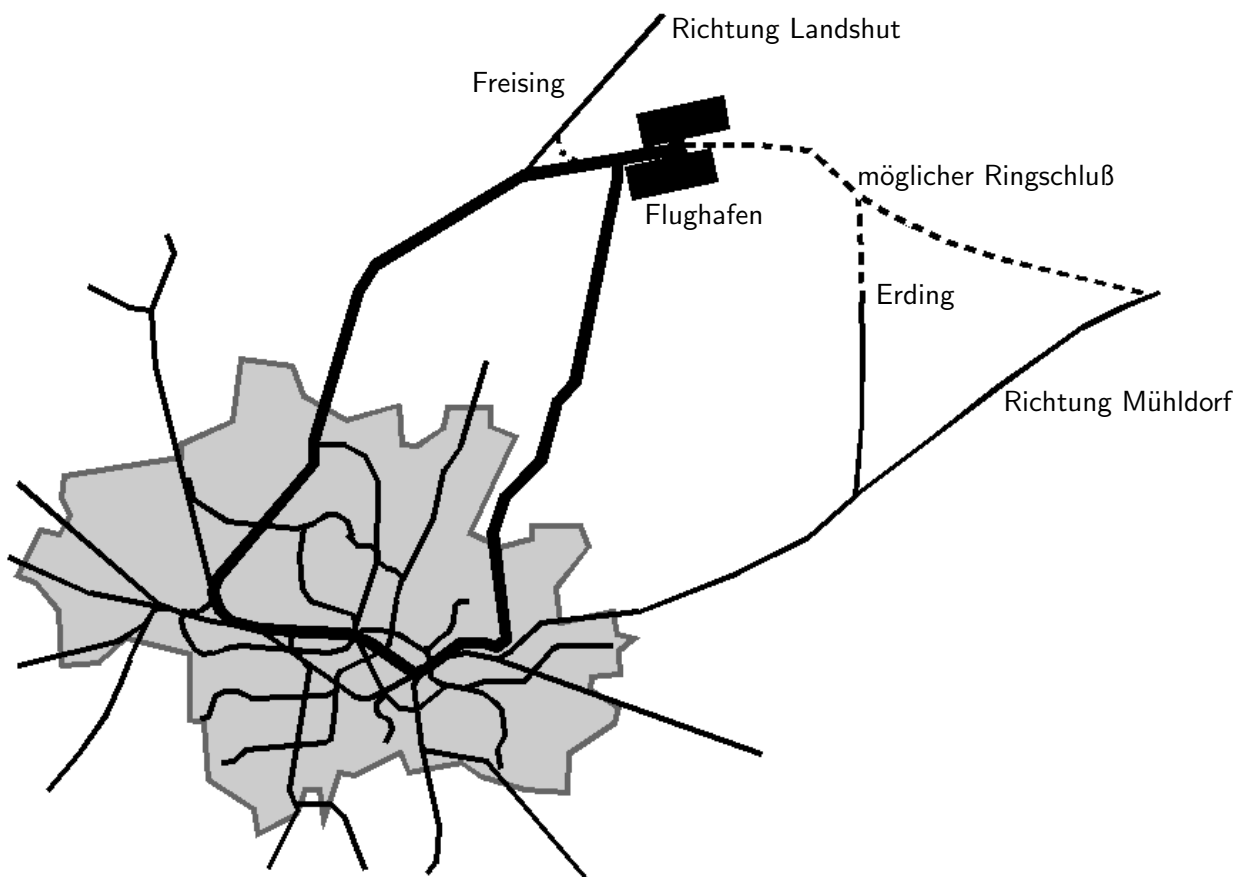 Richtung Landshut
Freising
möglicher Ringschluß
Flughafen
Erding
Richtung Mühldorf